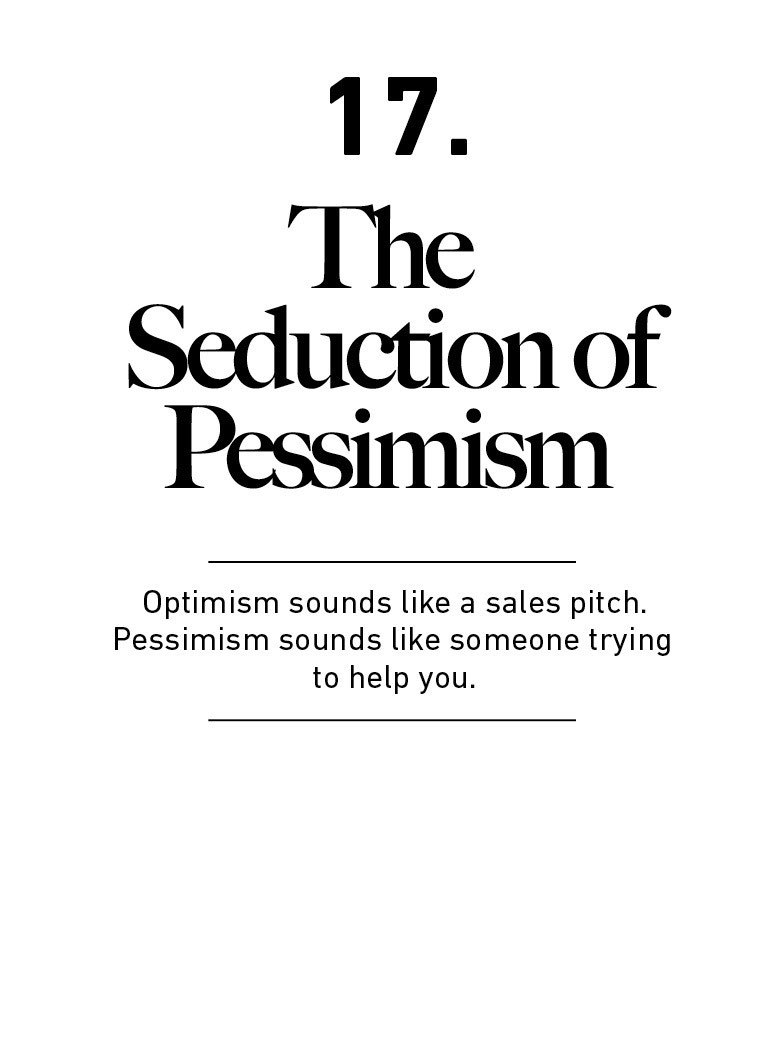 17.
The
Seduction of
Pessimism
Optimism sounds like a sales pitch.
Pessimism sounds like someone trying
to help you.